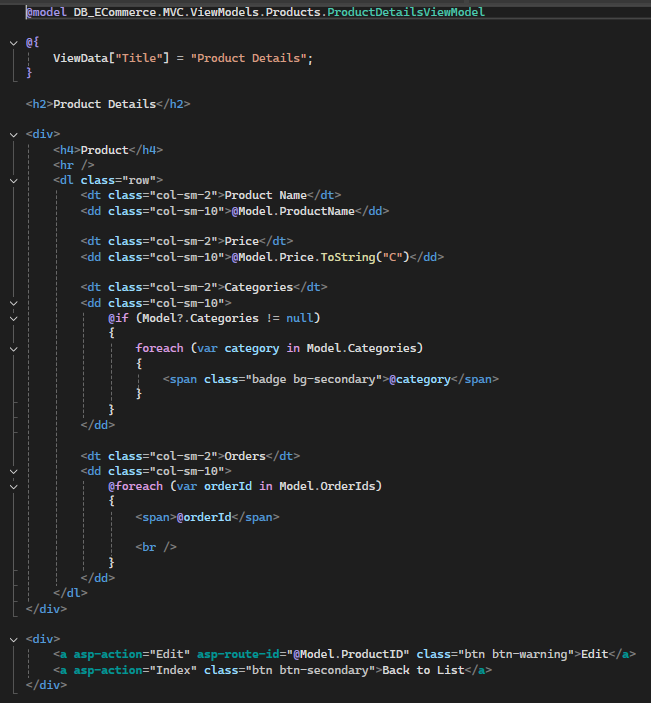 @model DB_ECommerce.MVC.ViewModels.Products.ProductDetailsViewModel

@{
    ViewData["Title"] = "Product Details";
}

<h2>Product Details</h2>

<div>
    <h4>Product</h4>
    <hr />
    <dl class="row">
        <dt class="col-sm-2">Product Name</dt>
        <dd class="col-sm-10">@Model.ProductName</dd>

        <dt class="col-sm-2">Price</dt>
        <dd class="col-sm-10">@Model.Price.ToString("C")</dd>

        <dt class="col-sm-2">Categories</dt>
        <dd class="col-sm-10">
            @if (Model?.Categories != null)
            {
                foreach (var category in Model.Categories)
                {
                    <span class="badge bg-secondary">@category</span>
                }
            }
        </dd>

        <dt class="col-sm-2">Orders</dt>
        <dd class="col-sm-10">
            @foreach (var orderId in Model.OrderIds)
            {
                <span>@orderId</span>

                <br />
            }
        </dd>
    </dl>
</div>

<div>
    <a asp-action="Edit" asp-route-id="@Model.ProductID" class="btn btn-warning">Edit</a>
    <a asp-action="Index" class="btn btn-secondary">Back to List</a>
</div>